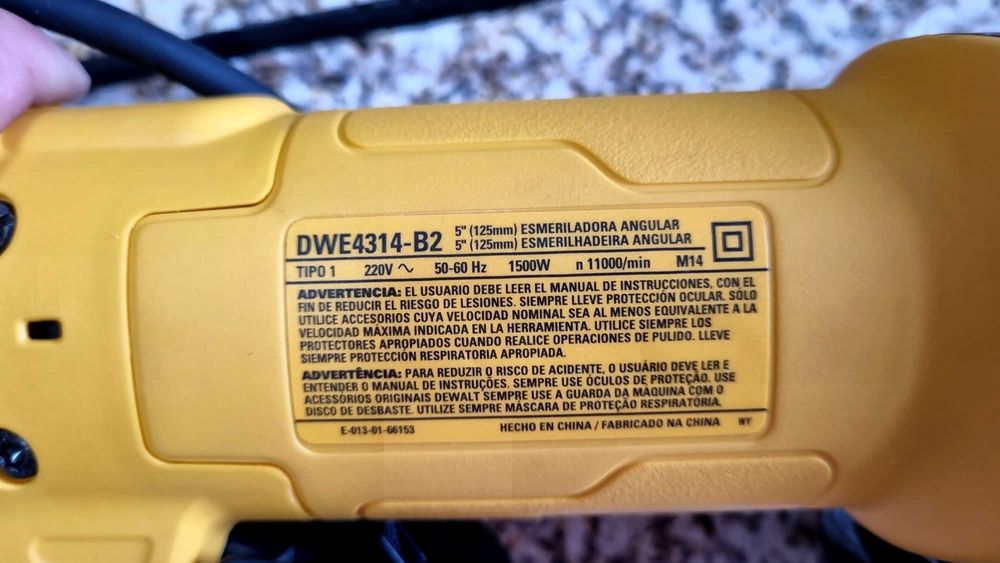 DWE4314-B2
5" (125mm) ESMERILADORA ANGULAR
5" (125mm) ESMERILHADEIRA ANGULAR
TIPO 1 220V ~ 50-60 Hz 1500W n 11000/min M14
ADVERTENCIA: EL USUARIO DEBE LEER EL MANUAL DE INSTRUCCIONES, CON EL
FIN DE REDUCIR EL RIESGO DE LESIONES. SIEMPRE LLEVE PROTECCIÓN OCULAR. SÓLO
UTILICE ACCESORIOS CUYA VELOCIDAD NOMINAL SEA AL MENOS EQUIVALENTE A LA
VELOCIDAD MÁXIMA INDICADA EN LA HERRAMIENTA. UTILICE SIEMPRE LOS
PROTECTORES APROPIADOS CUANDO REALICE OPERACIONES DE PULIDO. LLEVE
SIEMPRE PROTECCIÓN RESPIRATORIA APROPIADA.
ADVERTÊNCIA: PARA REDUZIR O RISCO DE ACCIDENTE, O USUÁRIO DEVE LER E
ENTENDER O MANUAL DE INSTRUÇÕES. SEMPRE USE ÓCULOS DE PROTEÇÃO. USE
ACESSÓRIOS ORIGINAIS DEWALT SEMPRE USE A GUARDA DA MÁQUINA COM O
DISCO DE DESBASTE. UTILIZE SEMPRE MÁSCARA DE PROTEÇÃO RESPIRATÓRIA.
E-013-01-66153 HECHO EN CHINA / FABRICADO NA CHINA WY